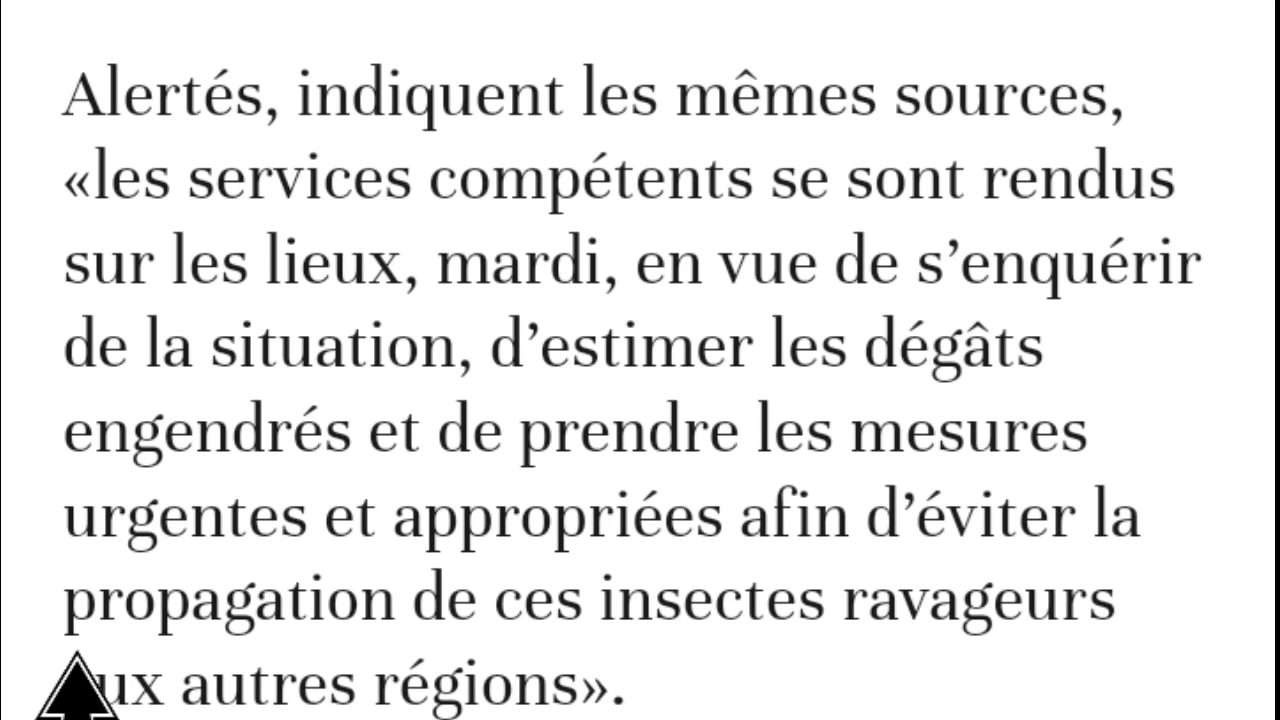 Alertés, indiquent les mêmes sources,
«les services compétents se sont rendus
sur les lieux, mardi, en vue de s’enquérir
de la situation, d’estimer les dégâts
engendrés et de prendre les mesures
urgentes et appropriées afin d’éviter la
propagation de ces insectes ravageurs
autres régions».